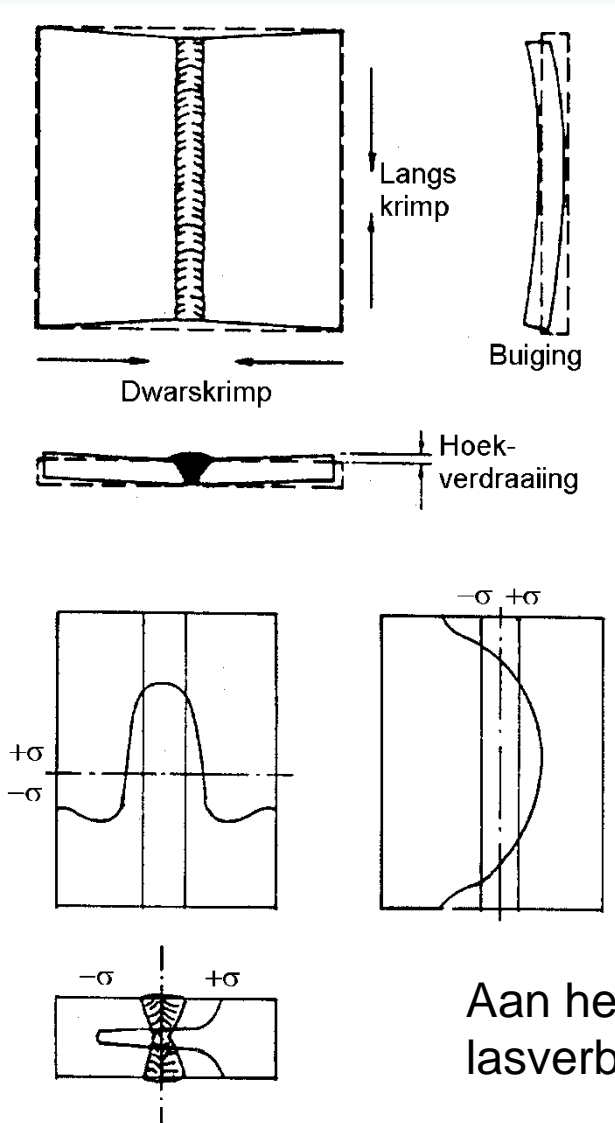 Langs
krimp
Buiging
Dwarskrimp
Hoek-
verdraaiing
−σ +σ
+σ
−σ
−σ +σ
Aan he
lasverb